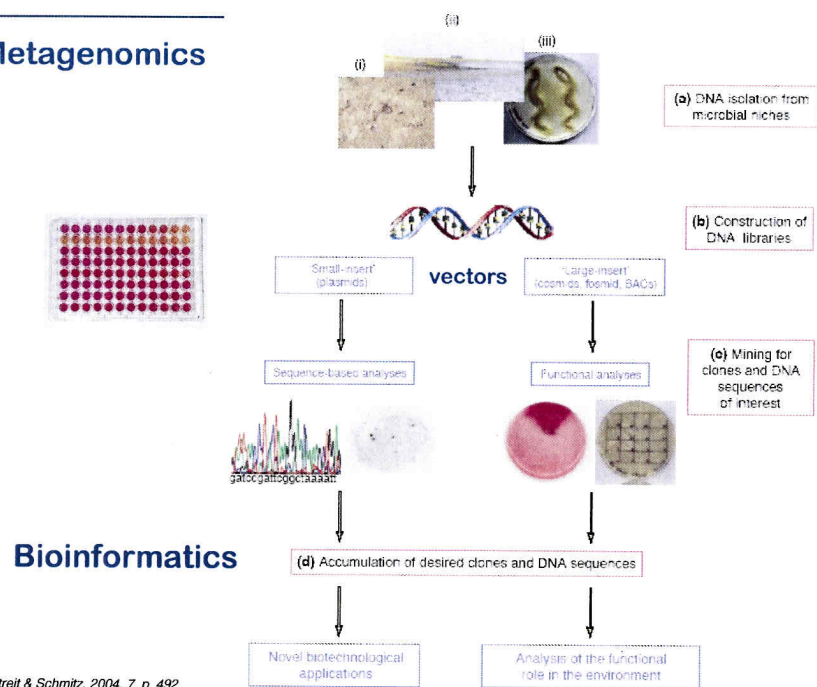 Metagenomics
(i)
(ii)
(iii)
(a) DNA isolation from
microbial niches
(b) Construction of
DNA libraries
'Small-insert'
(plasmids)
vectors
'Large-insert'
(cosmids, fosmid, BACs)
(c) Mining for
clones and DNA
sequences
of interest
Sequence-based analyses
Functional analyses
gatccgattcggctaaaatt
Bioinformatics
(d) Accumulation of desired clones and DNA sequences
Novel biotechnological
applications
Analysis of the functional
role in the environment
treit & Schmitz, 2004, 7, p. 492